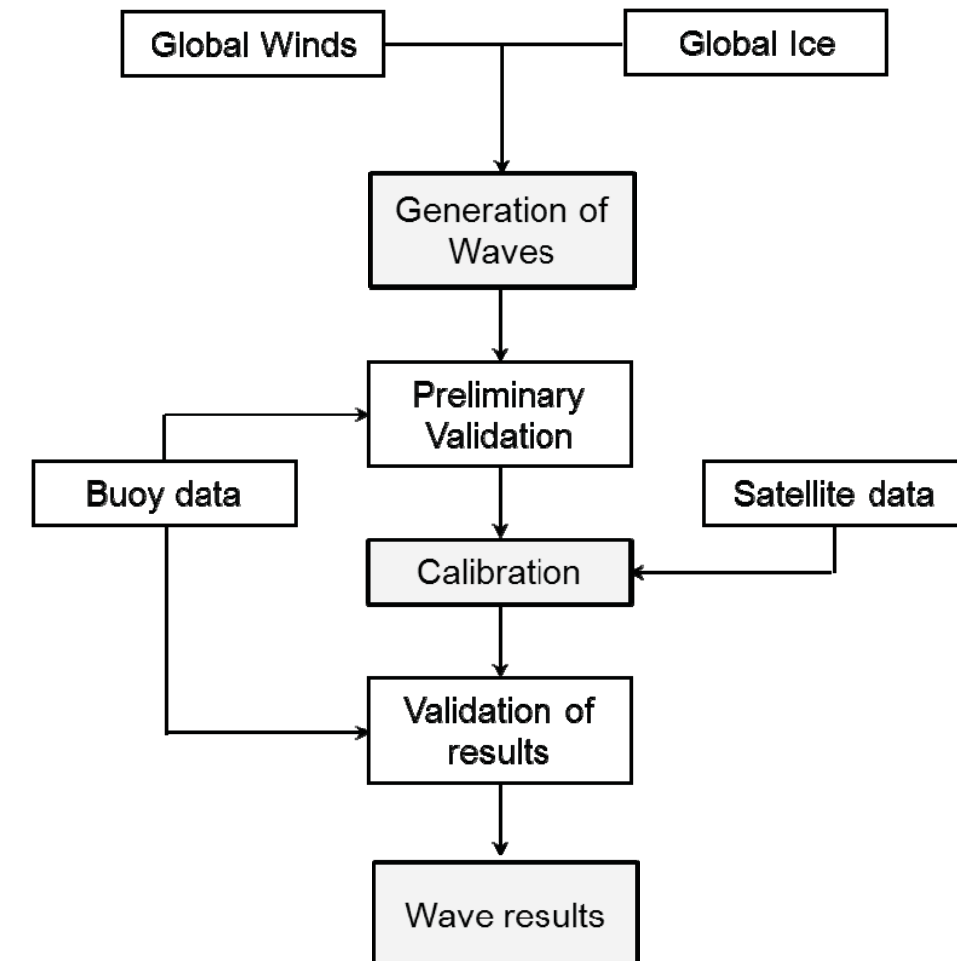 Global Winds
Global Ice
Generation of
Waves
Preliminary
Validation
Buoy data
Satellite data
Calibration
Validation of
results
Wave results